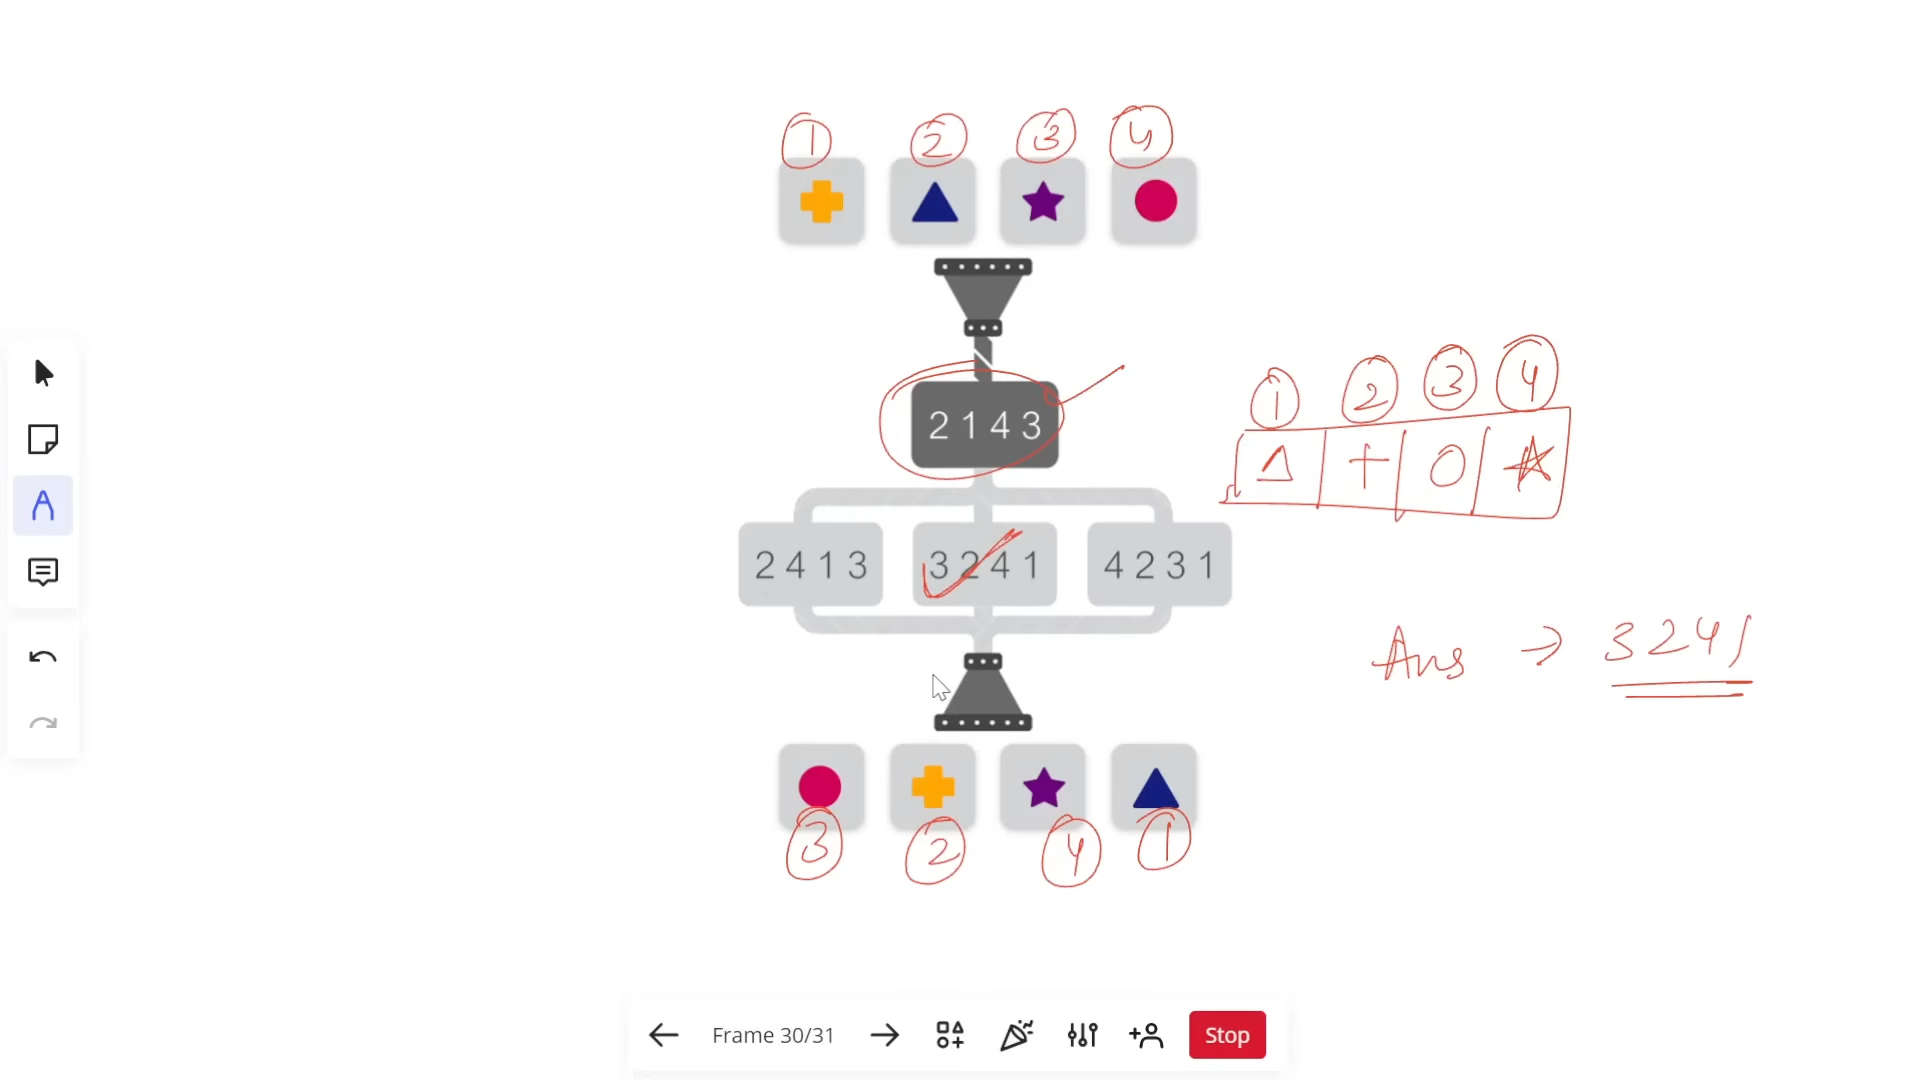 1 2 3 4
2 1 4 3
1 2 3 4
2 4 1 3 3 2 4 1 4 2 3 1
Ans → 3241
3 2 4 1
Frame 30/31
Stop